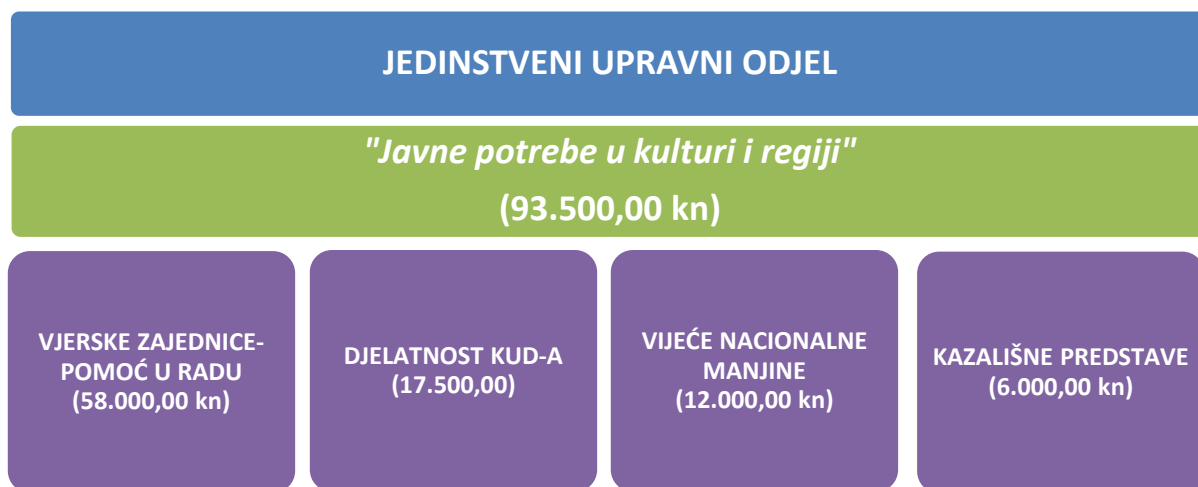 JEDINSTVENI UPRAVNI ODJEL
"Javne potrebe u kulturi i regiji"
(93.500,00 kn)
VJERSKE ZAJEDNICE-
POMOĆ U RADU
(58.000,00 kn)
DJELATNOST KUD-A
(17.500,00)
VIJEĆE NACIONALNE
MANJINE
(12.000,00 kn)
KAZALIŠNE PREDSTAVE
(6.000,00 kn)